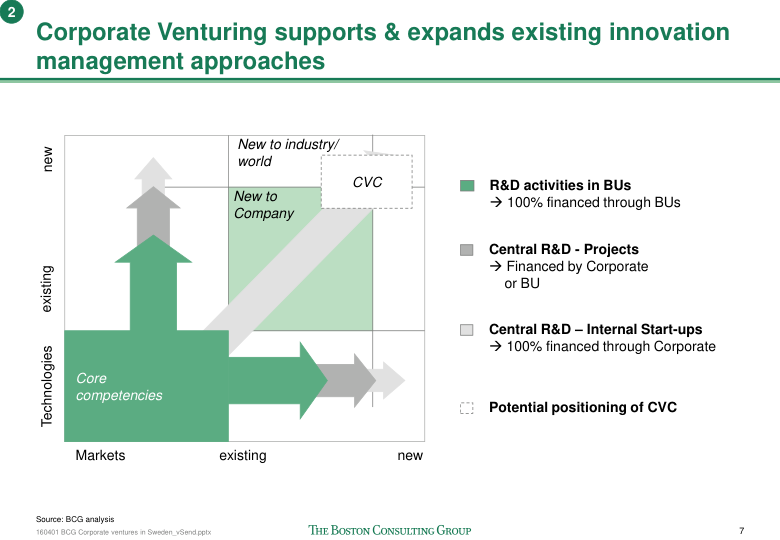 2
Corporate Venturing supports & expands existing innovation
management approaches
new
existing
Technologies
New to industry/
world
CVC
New to
Company
Core
competencies
Markets
existing
new
R&D activities in BUs
→ 100% financed through BUs
Central R&D - Projects
→ Financed by Corporate
or BU
Central R&D – Internal Start-ups
→ 100% financed through Corporate
Potential positioning of CVC
Source: BCG analysis
160401 BCG Corporate ventures in Sweden_vSend.pptx
THE BOSTON CONSULTING GROUP
7